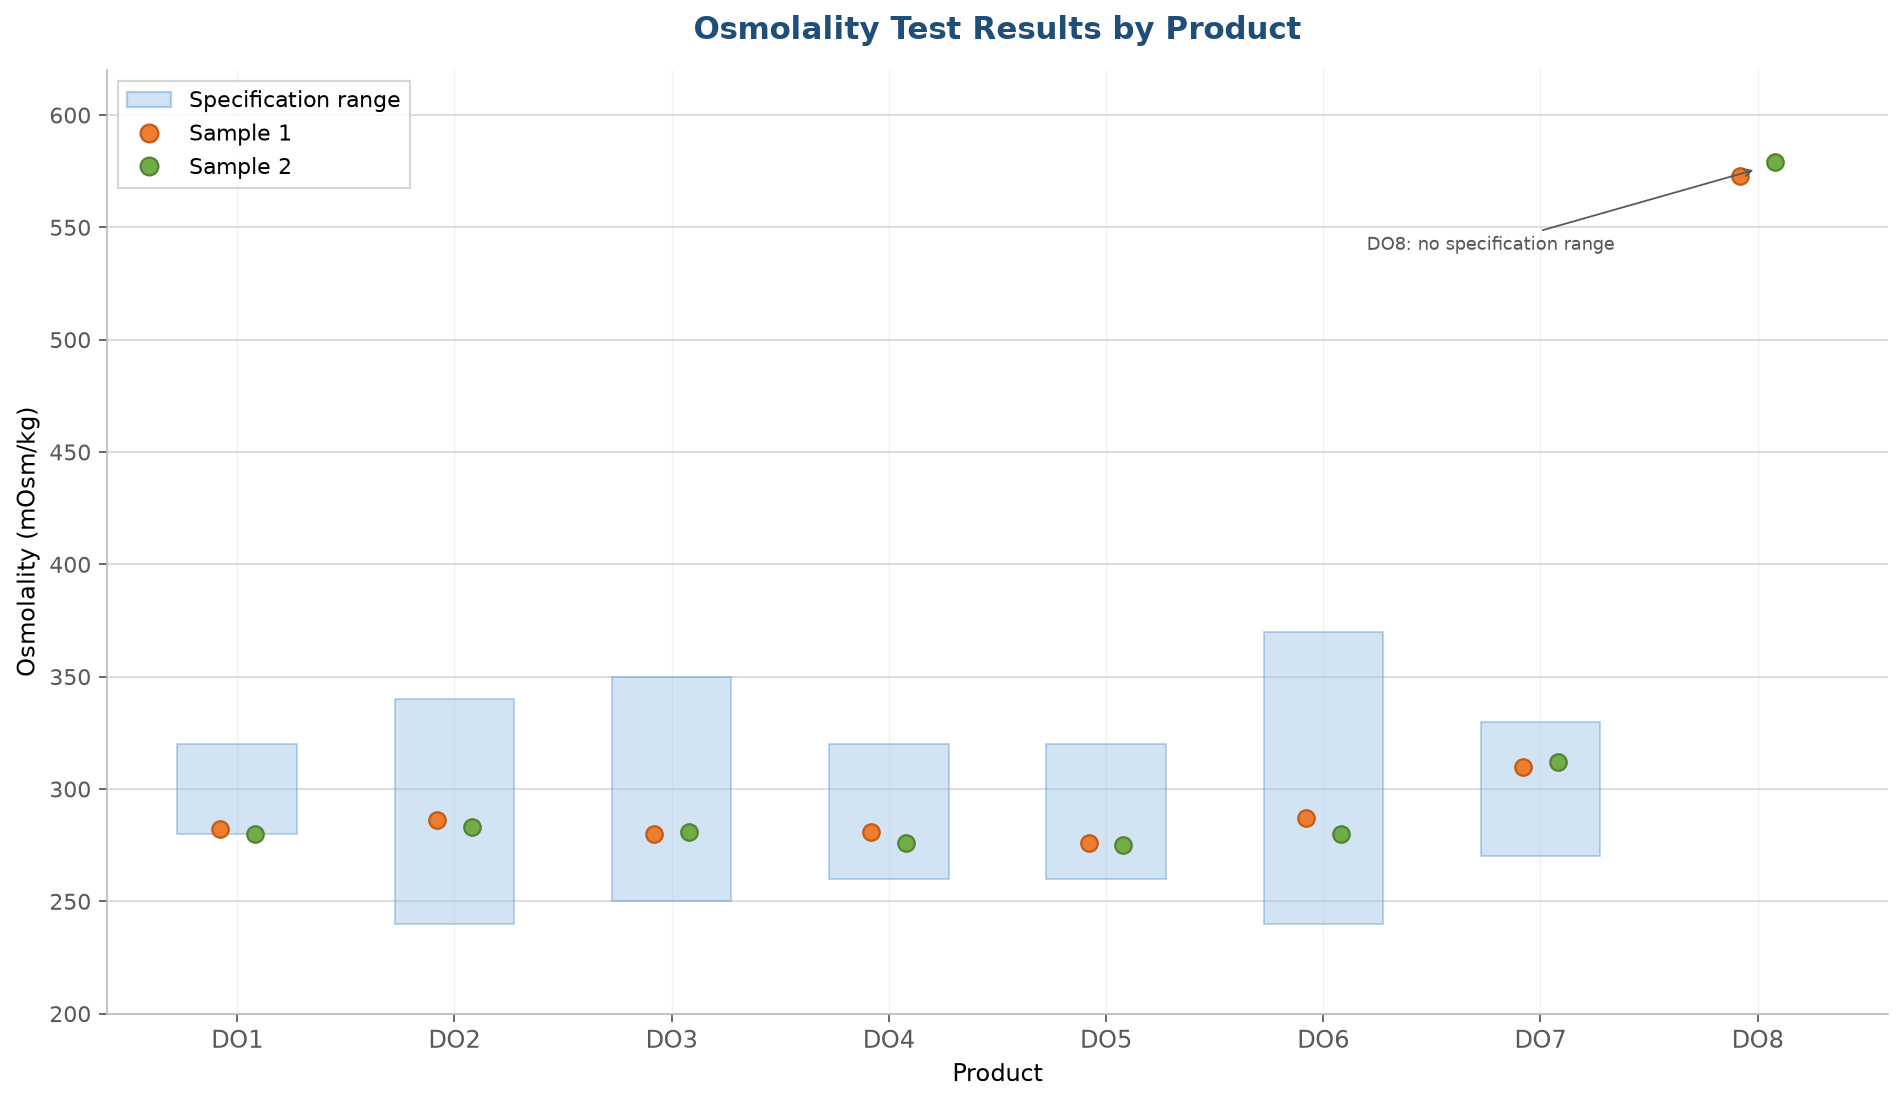 Osmolality Test Results by Product
Specification range
Sample 1
Sample 2
600
550
500
450
400
350
300
250
200
Osmolality (mOsm/kg)
DO8: no specification range
DO1 DO2 DO3 DO4 DO5 DO6 DO7 DO8
Product